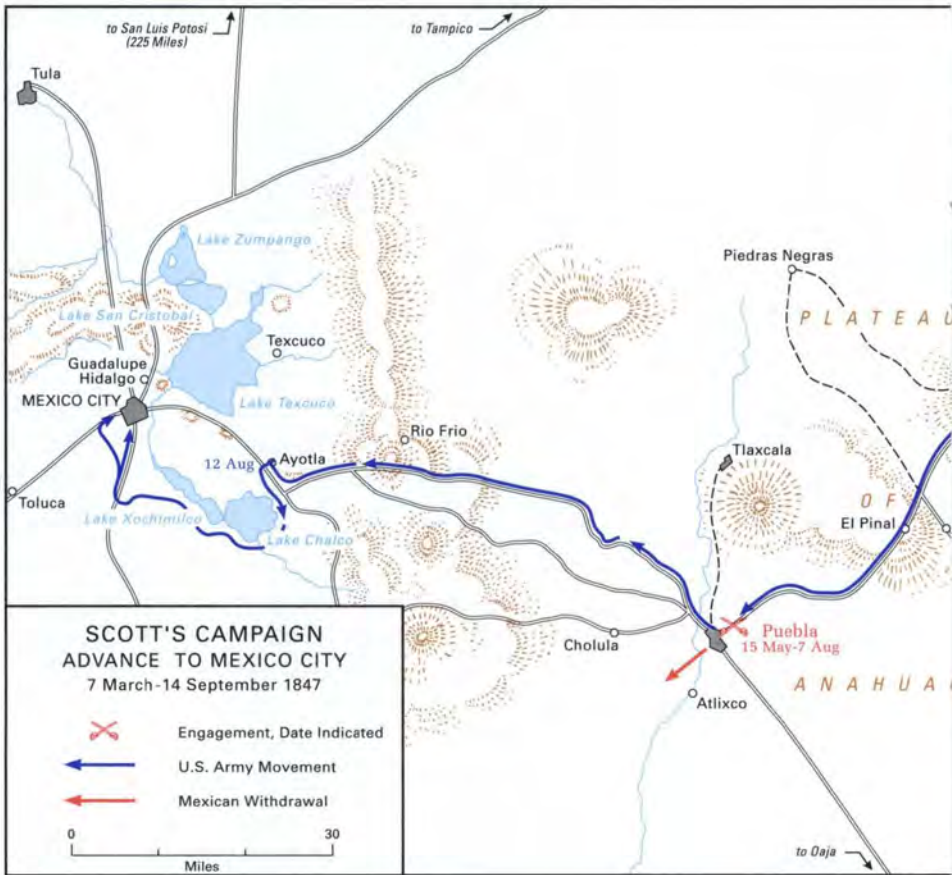 to San Luis Potosi
(225 Miles)
to Tampico
Tula
Lake Zumpango
Piedras Negras
PLATEAU
Lake San Cristobal
Texcuco
Guadalupe
Hidalgo
MEXICO CITY
Lake Texcuco
Rio Frio
12 Aug
Ayotla
Tlaxcala
Toluca
OF
El Pinal
Lake Xochimilco
Lake Chalco
Puebla
15 May-7 Aug
Cholula
ANAHUAC
Atlixco
to Oaja
SCOTT'S CAMPAIGN
ADVANCE TO MEXICO CITY
7 March-14 September 1847
Engagement, Date Indicated
U.S. Army Movement
Mexican Withdrawal
0
30
Miles